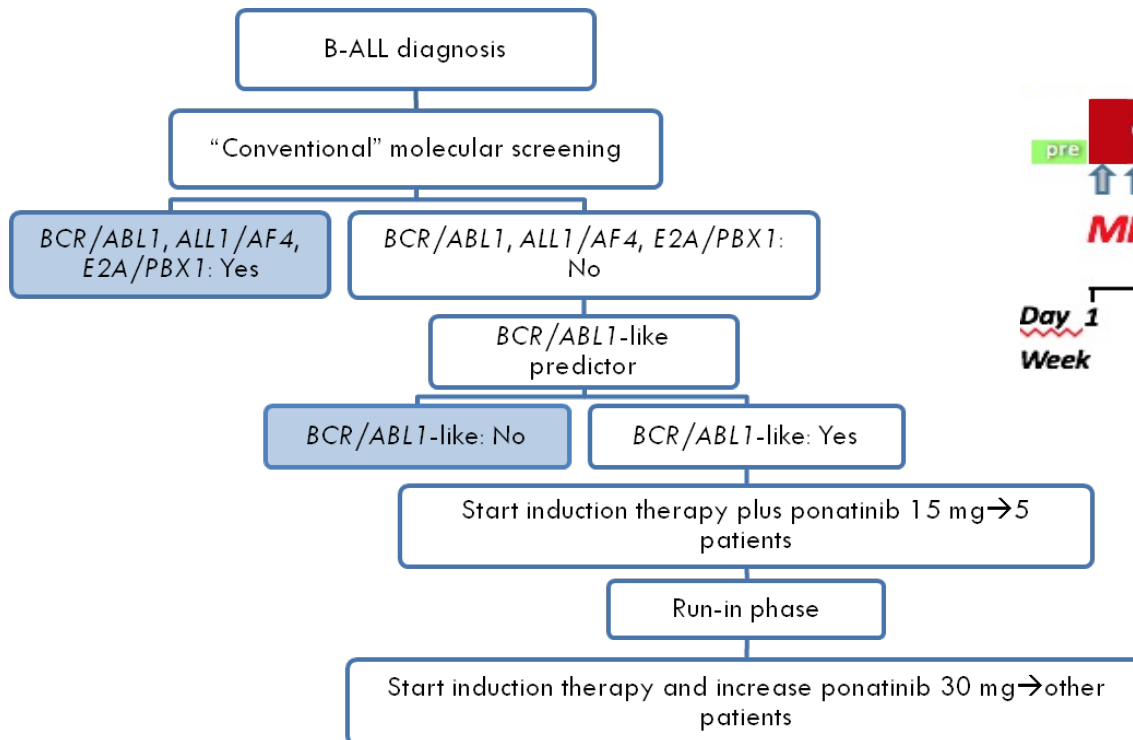 B-ALL diagnosis
“Conventional” molecular screening
BCR/ABL1, ALL1/AF4,
E2A/PBX1: Yes
BCR/ABL1, ALL1/AF4, E2A/PBX1:
No
BCR/ABL1-like
predictor
BCR/ABL1-like: No
BCR/ABL1-like: Yes
Start induction therapy plus ponatinib 15 mg→5
patients
Run-in phase
Start induction therapy and increase ponatinib 30 mg→other
patients
pre
Day 1
Week